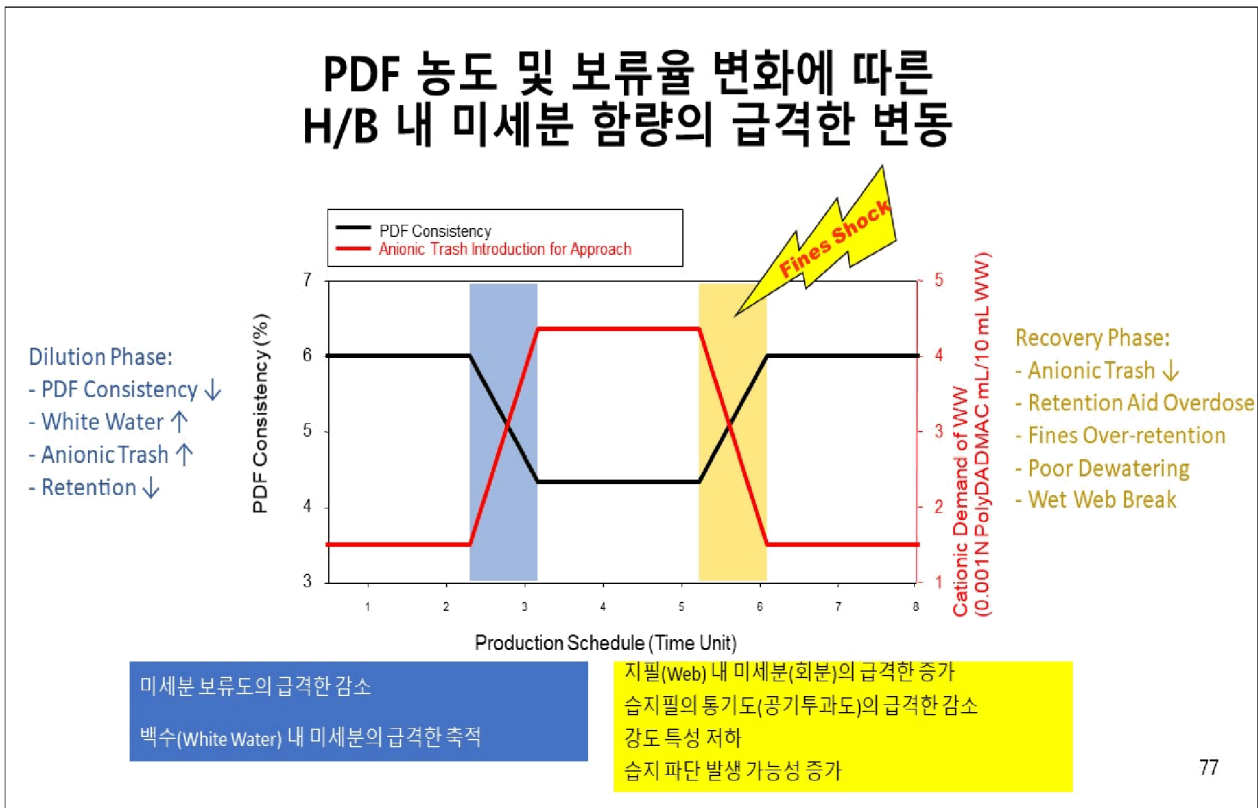 PDF 농도 및 보류율 변화에 따른
H/B 내 미세분 함량의 급격한 변동
Fines Shock
PDF Consistency
Anionic Trash Introduction for Approach
Dilution Phase:
- PDF Consistency ↓
- White Water ↑
- Anionic Trash ↑
- Retention ↓
PDF Consistency (%)
7
6
5
4
3
1
2
3
4
5
6
7
8
Production Schedule (Time Unit)
5
4
3
2
1
Cationic Demand of WW
(0.001N PolyDADMAC mL/10 mL WW)
Recovery Phase:
- Anionic Trash ↓
- Retention Aid Overdose
- Fines Over-retention
- Poor Dewatering
- Wet Web Break
미세분 보류도의 급격한 감소
백수(White Water) 내 미세분의 급격한 축적
지필(Web) 내 미세분(회분)의 급격한 증가
습지필의 통기도(공기투과도)의 급격한 감소
강도 특성 저하
습지 파단 발생 가능성 증가
77